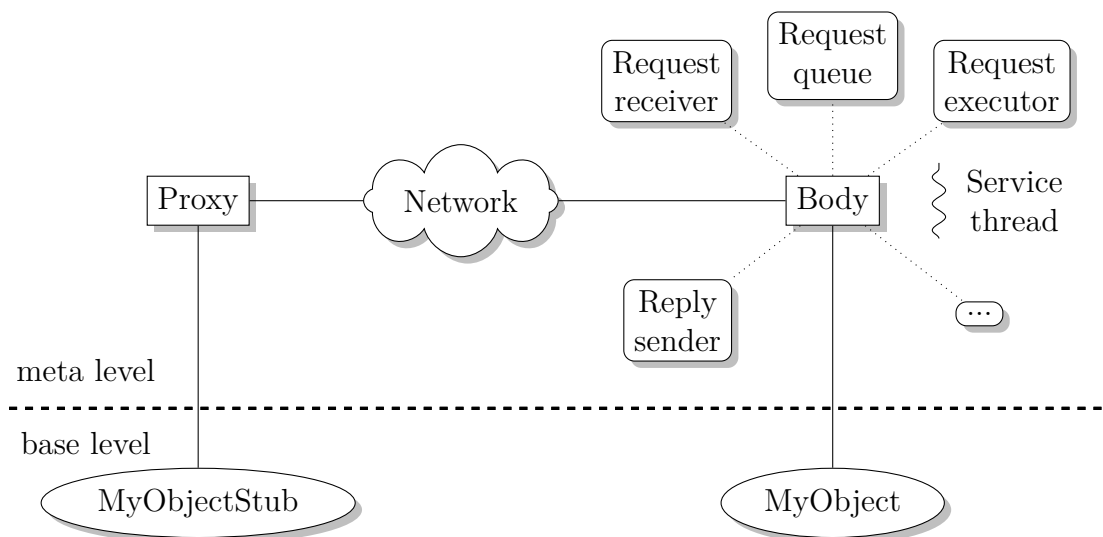 Request
queue
Request
receiver
Request
executor
Proxy
Network
Body
Service
thread
Reply
sender
...
meta level
base level
MyObjectStub
MyObject